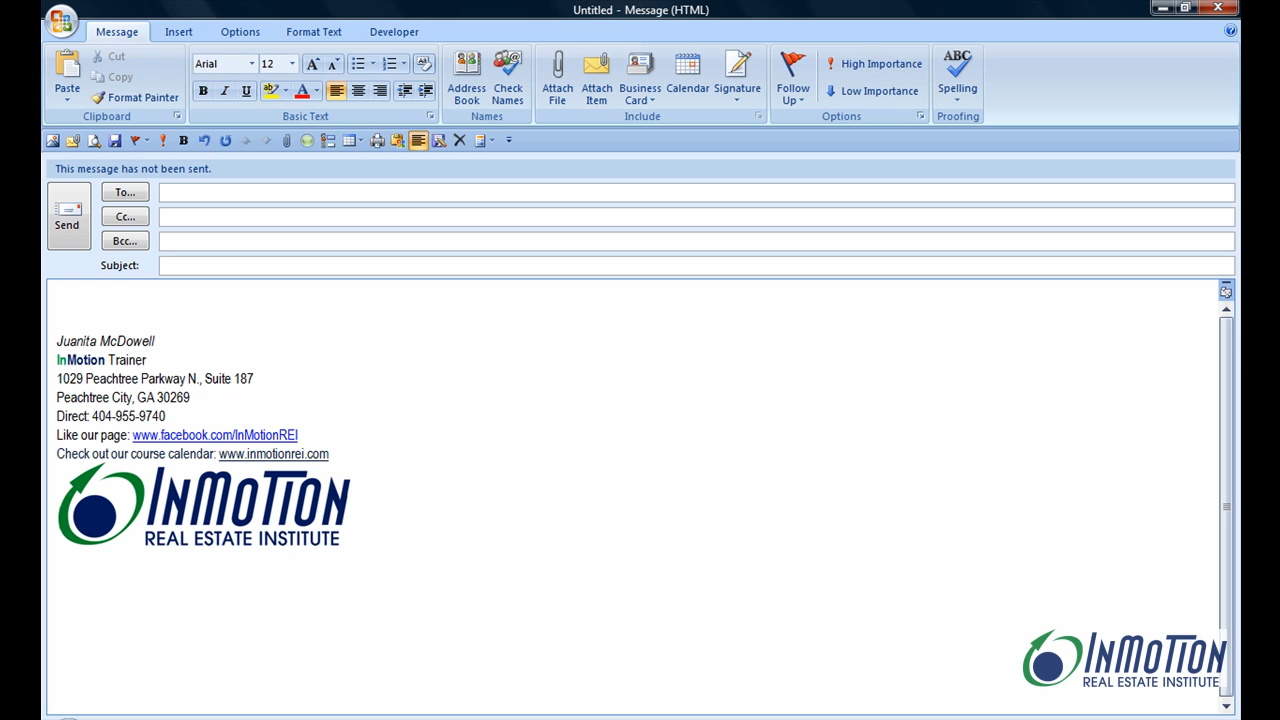 Untitled - Message (HTML)
Message Insert Options Format Text Developer
Paste
Cut
Copy
Format Painter
Clipboard
Arial 12
B I U
Basic Text
Address Book
Check Names
Names
Attach File
Attach Item
Business Card
Calendar
Signature
Include
Follow Up
High Importance
Low Importance
Options
ABC
Spelling
Proofing
B
This message has not been sent.
Send
To...
Cc...
Bcc...
Subject:
Juanita McDowell
InMotion Trainer
1029 Peachtree Parkway N., Suite 187
Peachtree City, GA 30269
Direct: 404-955-9740
Like our page: www.facebook.com/InMotionREI
Check out our course calendar: www.inmotionrei.com
INMOTION
REAL ESTATE INSTITUTE
INMOTION
REAL ESTATE INSTITUTE